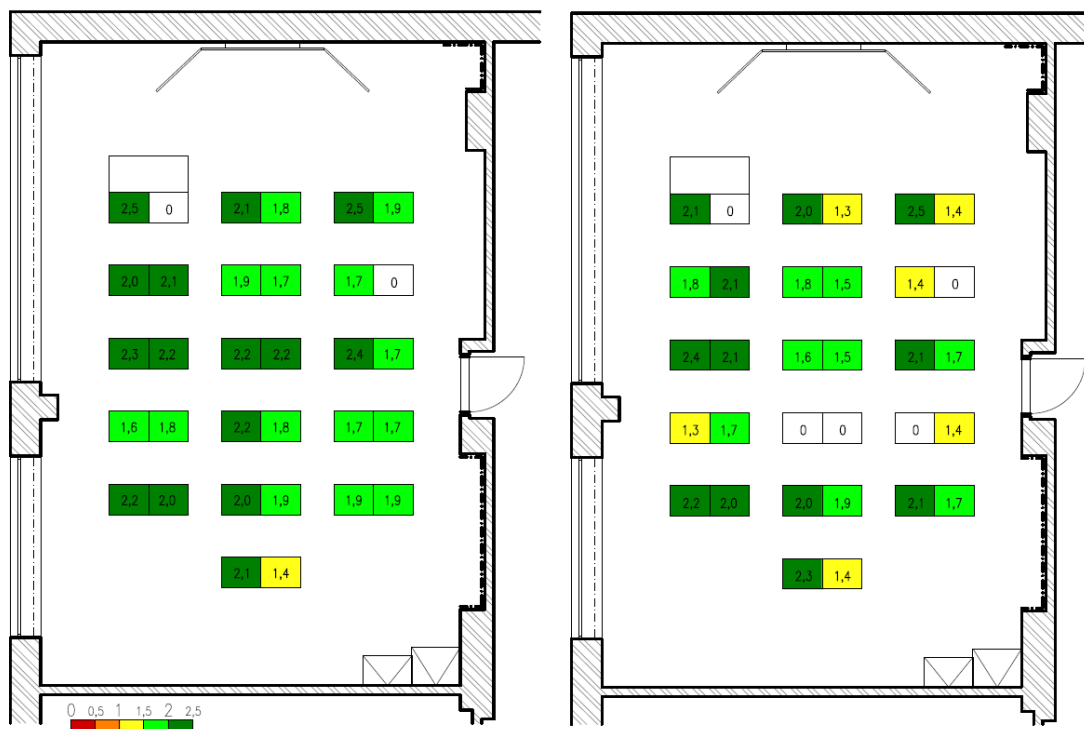 2,5 0 2,1 1,8 2,5 1,9
2,0 2,1 1,9 1,7 1,7 0
2,3 2,2 2,2 2,2 2,4 1,7
1,6 1,8 2,2 1,8 1,7 1,7
2,2 2,0 2,0 1,9 1,9 1,9
2,1 1,4
0 0,5 1 1,5 2 2,5
2,1 0 2,0 1,3 2,5 1,4
1,8 2,1 1,8 1,5 1,4 0
2,4 2,1 1,6 1,5 2,1 1,7
1,3 1,7 0 0 0 1,4
2,2 2,0 2,0 1,9 2,1 1,7
2,3 1,4